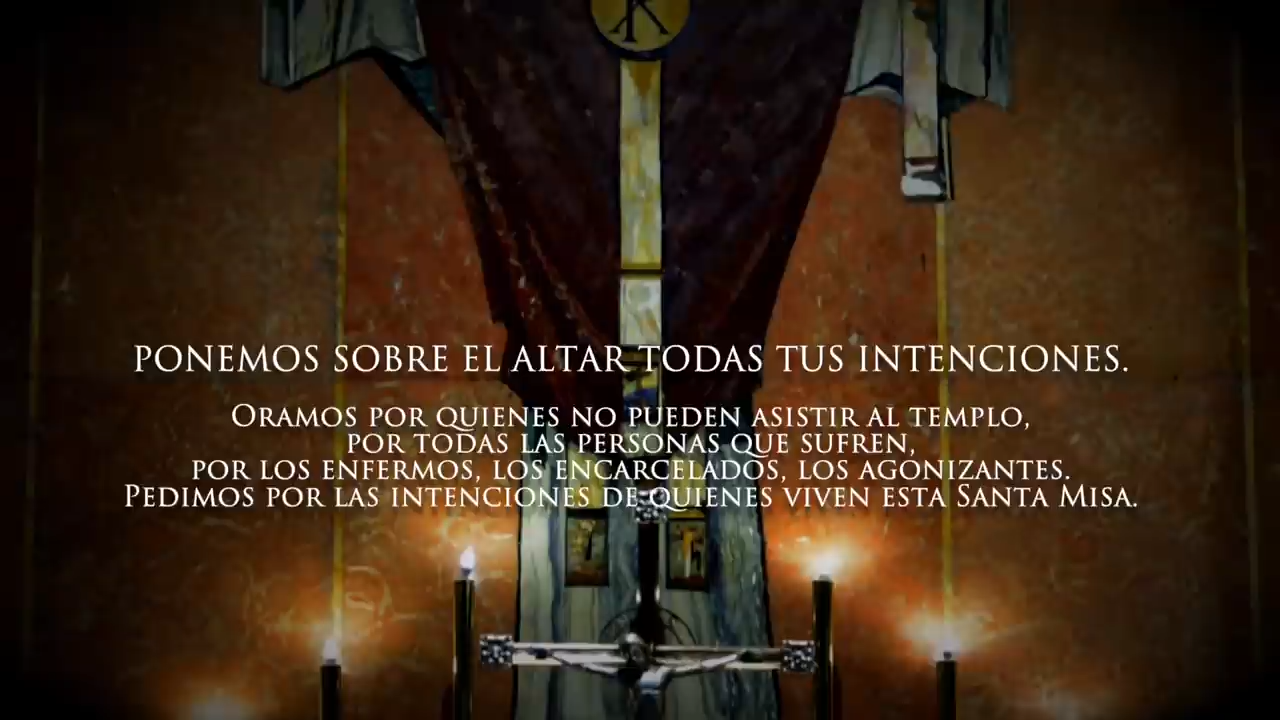 PONEMOS SOBRE EL ALTAR TODAS TUS INTENCIONES.
ORAMOS POR QUIENES NO PUEDEN ASISTIR AL TEMPLO,
POR TODAS LAS PERSONAS QUE SUFREN,
POR LOS ENFERMOS, LOS ENCARCELADOS, LOS AGONIZANTES.
PEDIMOS POR LAS INTENCIONES DE QUIENES VIVEN ESTA SANTA MISA.